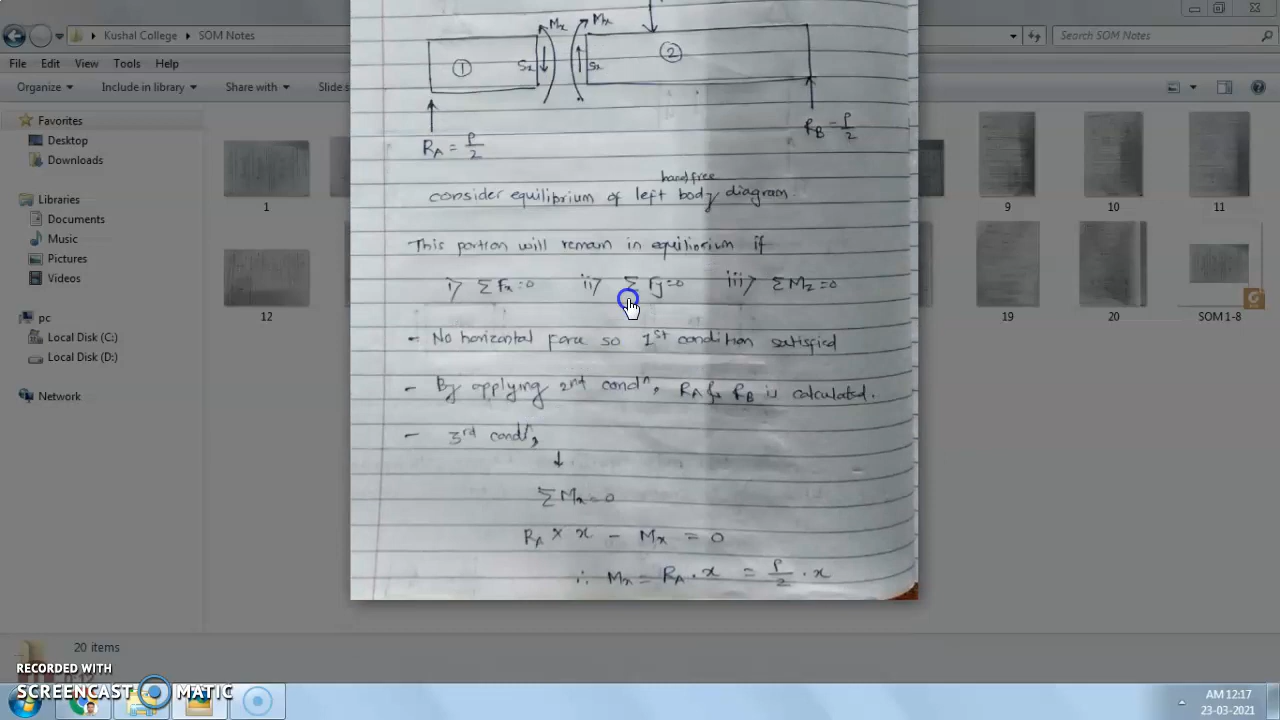 Kushal College
SOM Notes
Search SOM Notes
File Edit View Tools Help
Organize Include in library Share with
Favorites
Desktop
Downloads
Libraries
Documents
Music
Pictures
Videos
pc
Local Disk (C:)
Local Disk (D:)
Network
1
9
10
11
12
19
20
SOM 1-8
Mx Mx
① Sx Sx ②
RA = P/2
RB = P/2
hand free
consider equilibrium of left body diagram.
This portion will remain in equilibrium if
i> ΣFx=0 ii> ΣFy=0 iii> ΣMz=0
- No horizontal force so 1st condition satisfied
- By applying 2nd condn, RA & RB is calculated.
- 3rd condn,
↓
ΣMx=0
RA × x - Mx = 0
∴ Mx = RA . x = P/2 . x
20 items
RECORDED WITH
SCREENCAST MATIC
AM 12:17
23-03-2021